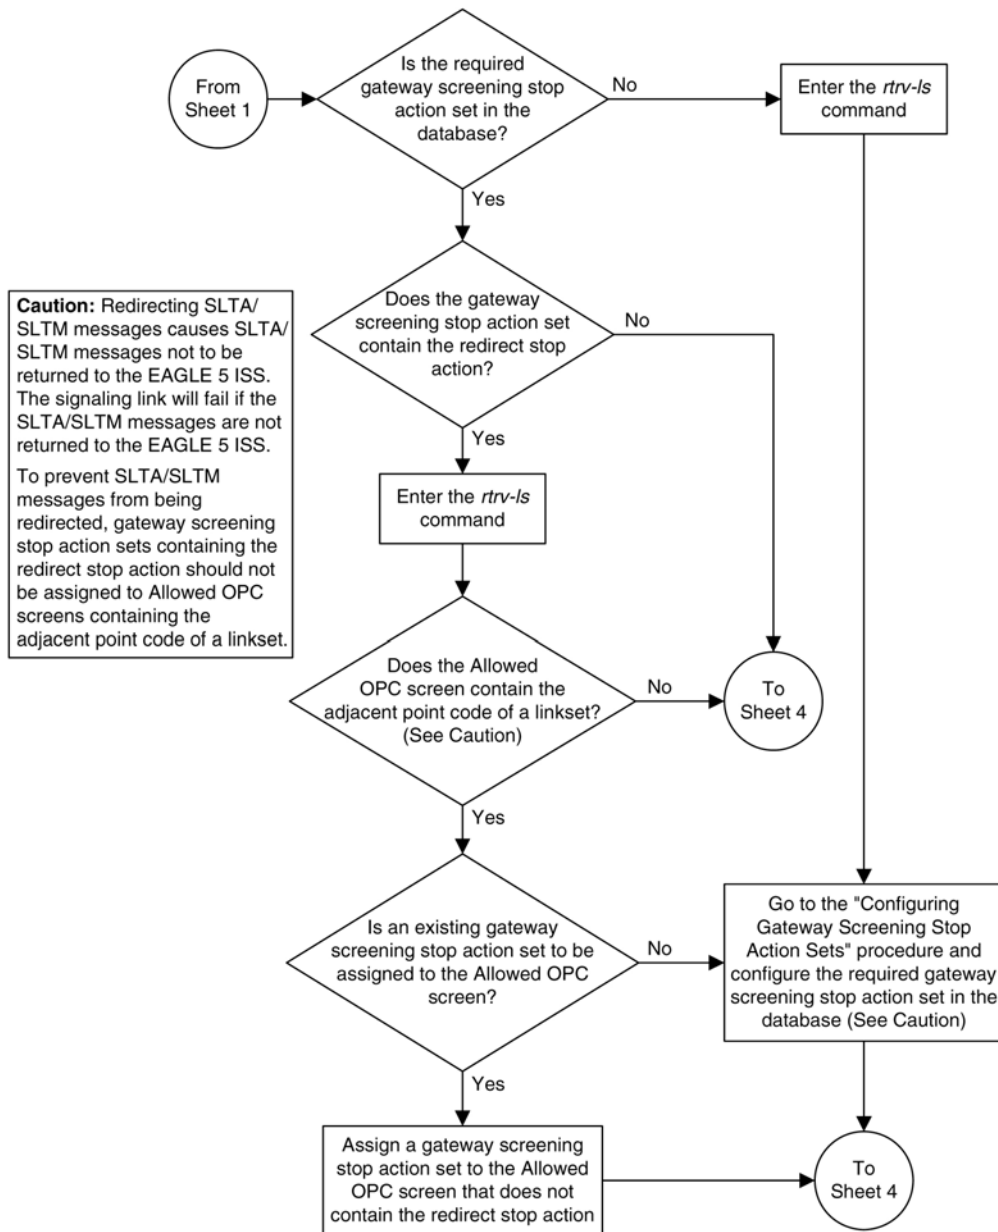 From
Sheet 1
Is the required
gateway screening stop
action set in the
database?
No
Enter the rtrv-ls
command
Yes
Does the gateway
screening stop action set
contain the redirect stop
action?
No
Caution: Redirecting SLTA/
SLTM messages causes SLTA/
SLTM messages not to be
returned to the EAGLE 5 ISS.
The signaling link will fail if the
SLTA/SLTM messages are not
returned to the EAGLE 5 ISS.
To prevent SLTA/SLTM
messages from being
redirected, gateway screening
stop action sets containing the
redirect stop action should not
be assigned to Allowed OPC
screens containing the
adjacent point code of a linkset.
Yes
Enter the rtrv-ls
command
Does the Allowed
OPC screen contain the
adjacent point code of a linkset?
(See Caution)
No
To
Sheet 4
Yes
Is an existing gateway
screening stop action set to be
assigned to the Allowed OPC
screen?
No
Go to the "Configuring
Gateway Screening Stop
Action Sets" procedure and
configure the required gateway
screening stop action set in the
database (See Caution)
Yes
Assign a gateway screening
stop action set to the Allowed
OPC screen that does not
contain the redirect stop action
To
Sheet 4